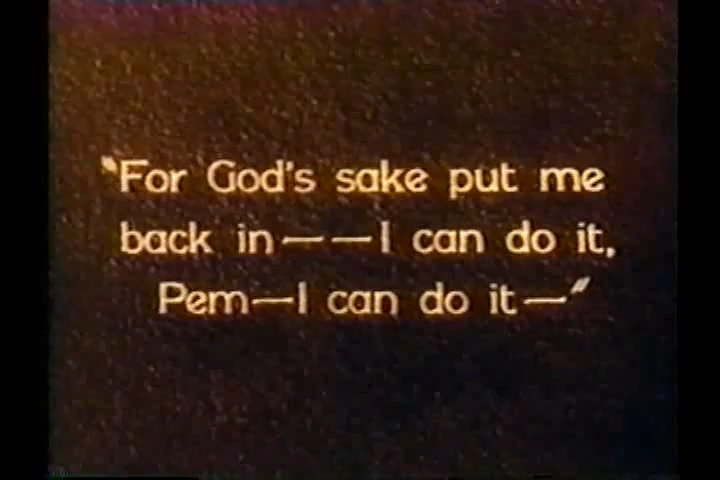 "For God's sake put me
back in——I can do it,
Pem—I can do it—"